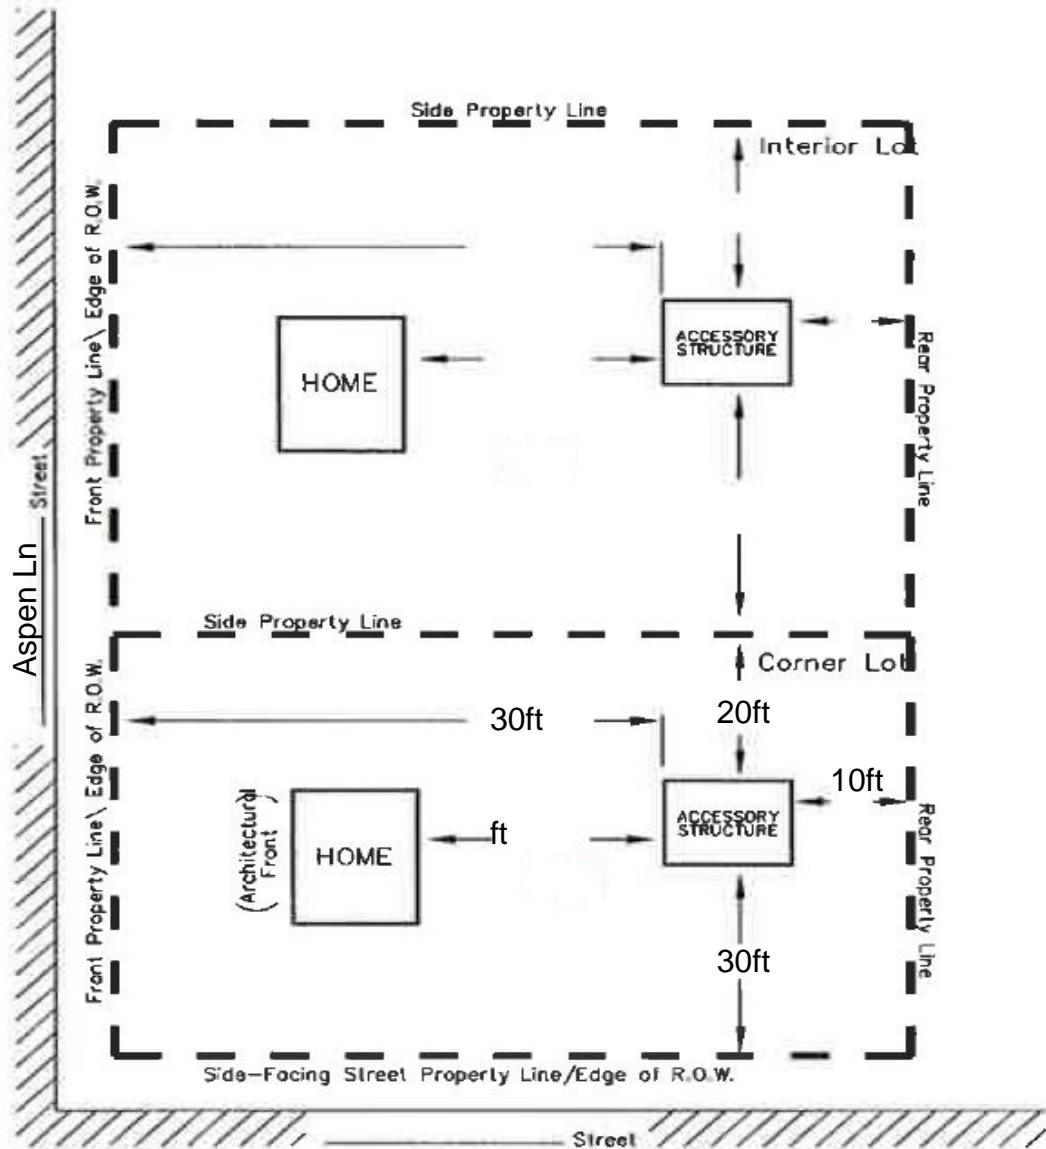 Side Property Line
Interior Lot
Front Property Line\ Edge of R.O.W.
ACCESSORY
STRUCTURE
HOME
Rear Property Line
Street
Aspen Ln
Side Property Line
Corner Lot
Front Property Line\ Edge of R.O.W.
30ft
20ft
10ft
(Architectural
Front)
HOME
ft
ACCESSORY
STRUCTURE
Rear Property Line
30ft
Side-Facing Street Property Line/Edge of R.O.W.
Street